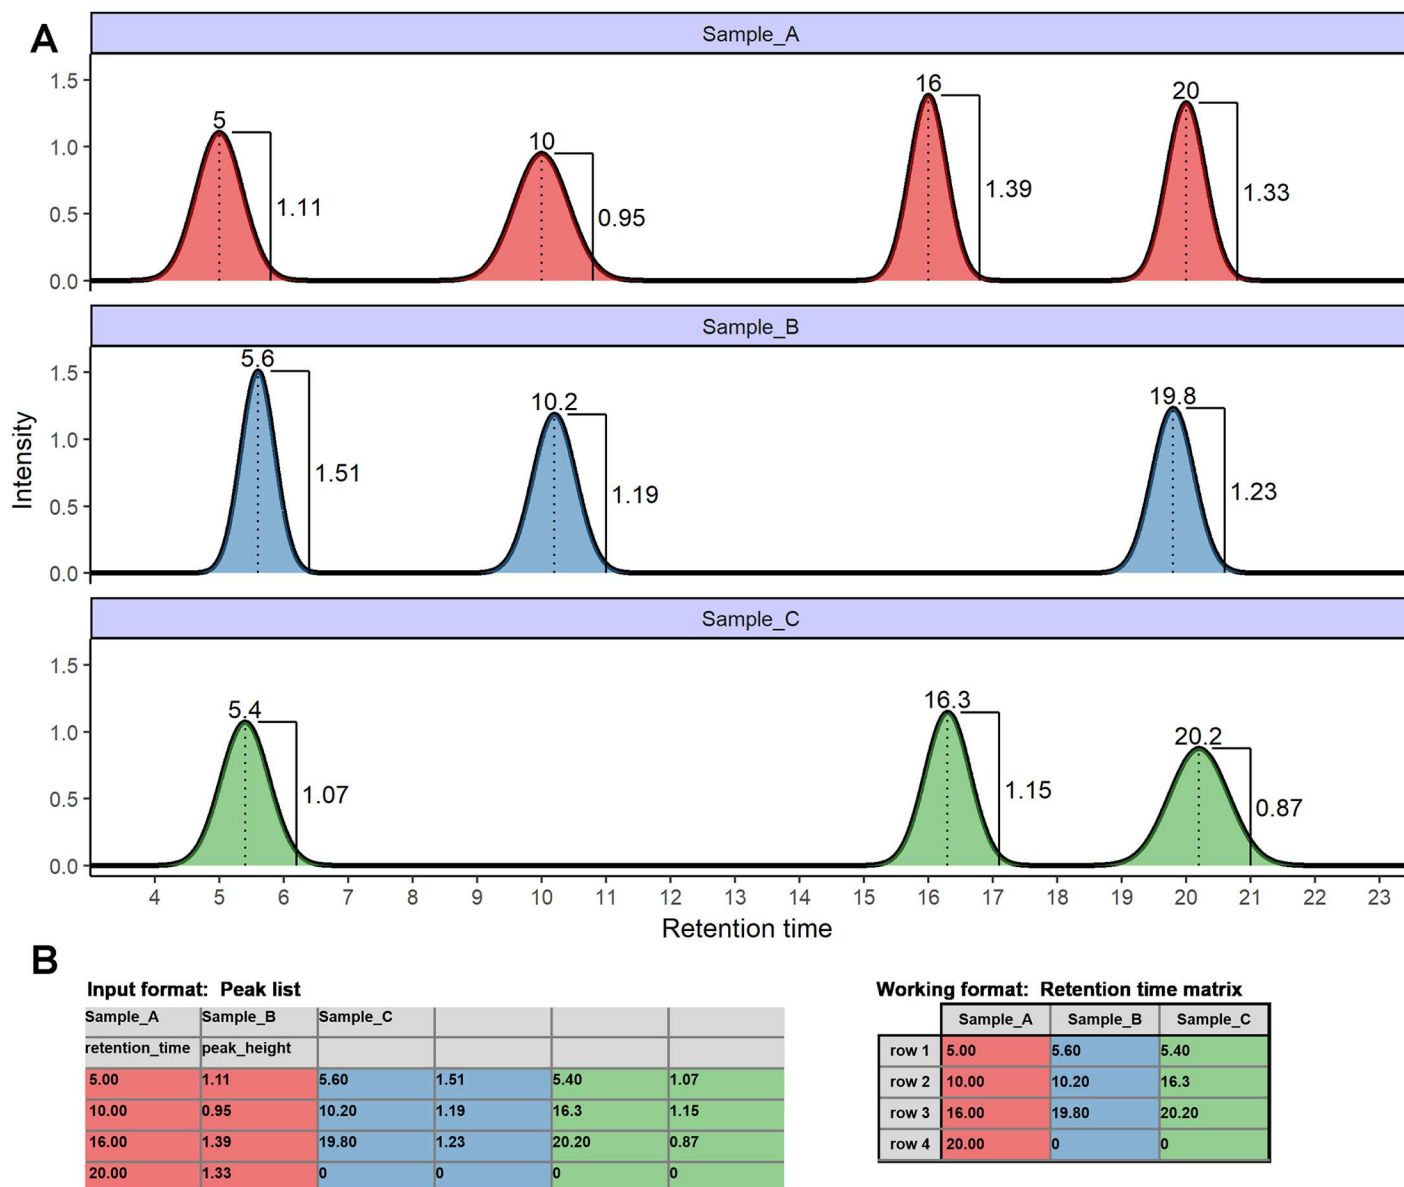 A
Sample_A
1.5
1.0
0.5
0.0
5
1.11
10
0.95
16
1.39
20
1.33
Sample_B
Intensity
1.5
1.0
0.5
0.0
5.6
1.51
10.2
1.19
19.8
1.23
Sample_C
1.5
1.0
0.5
0.0
5.4
1.07
16.3
1.15
20.2
0.87
4 5 6 7 8 9 10 11 12 13 14 15 16 17 18 19 20 21 22 23
Retention time
B
Input format: Peak list
Sample_A Sample_B Sample_C
retention_time peak_height
5.00 1.11 5.60 1.51 5.40 1.07
10.00 0.95 10.20 1.19 16.3 1.15
16.00 1.39 19.80 1.23 20.20 0.87
20.00 1.33 0 0 0 0
Working format: Retention time matrix
Sample_A Sample_B Sample_C
row 1 5.00 5.60 5.40
row 2 10.00 10.20 16.3
row 3 16.00 19.80 20.20
row 4 20.00 0 0